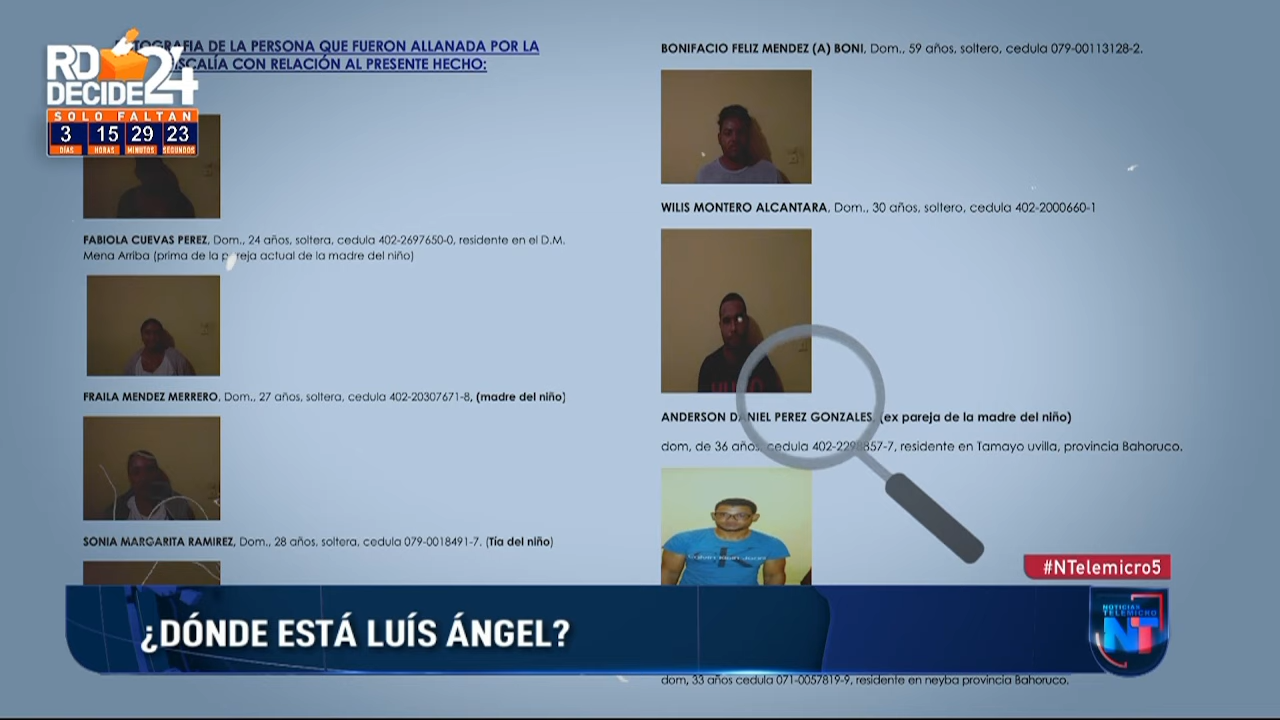 RD
DECIDE 24
SOLO FALTAN
3 15 29 23
DÍAS HORAS MINUTOS SEGUNDOS
DE LA PERSONA QUE FUERON ALLANADA POR LA
CON RELACIÓN AL PRESENTE HECHO:
FABIOLA CUEVAS PEREZ, Dom., 24 años, soltera, cedula 402-2697650-0, residente en el D.M.
Mena Arriba (prima de la pareja actual de la madre del niño)
FRAILA MENDEZ MERRERO, Dom., 27 años, soltera, cedula 402-20307671-8, (madre del niño)
SONIA MARGARITA RAMIREZ, Dom., 28 años, soltera, cedula 079-0018491-7. (Tía del niño)
BONIFACIO FELIZ MENDEZ (A) BONI, Dom., 59 años, soltero, cedula 079-00113128-2.
WILIS MONTERO ALCANTARA, Dom., 30 años, soltero, cedula 402-2000660-1
ANDERSON DANIEL PEREZ GONZALES, (ex pareja de la madre del niño)
dom, de 36 años, cedula residente en Tamayo uvilla, provincia Bahoruco.
dom, 33 años cedula 071-0057819-9, residente en neyba provincia Bahoruco.
#NTelemicro5
¿DÓNDE ESTÁ LUÍS ÁNGEL?
NOTICIAS
TELEMICRO
NT